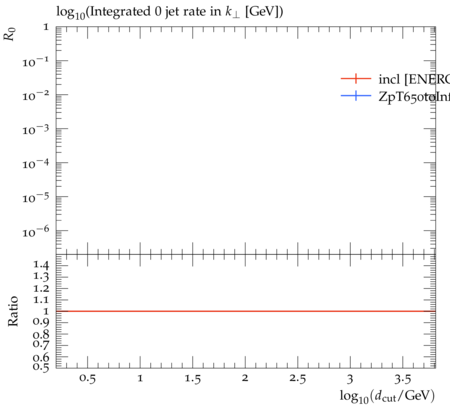 log₁₀(Integrated 0 jet rate in k⊥ [GeV])
R₀
1
10⁻¹
10⁻²
10⁻³
10⁻⁴
10⁻⁵
10⁻⁶
incl [ENERG
ZpT650toInf
Ratio
1.4
1.3
1.2
1.1
1
0.9
0.8
0.7
0.6
0.5
0.5 1 1.5 2 2.5 3 3.5
log₁₀(d_cut/GeV)